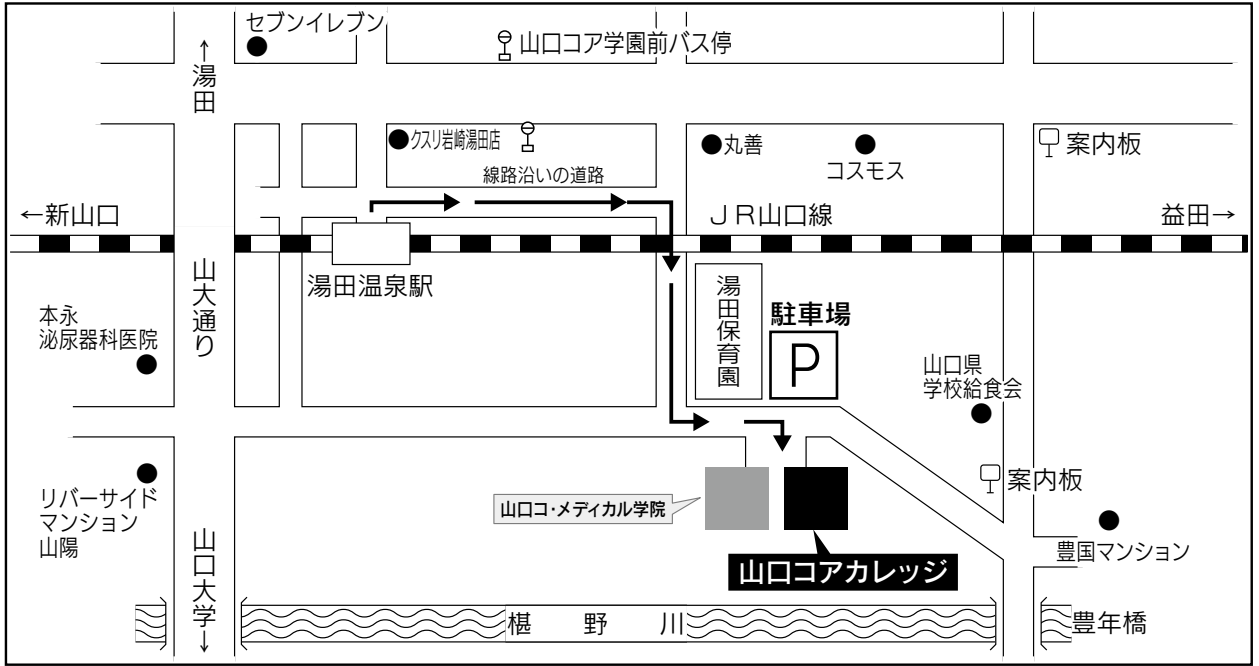 セブンイレブン
山口コア学園前バス停
↑
湯田
クスリ岩崎湯田店
丸善
コスモス
案内板
線路沿いの道路
←新山口
JR山口線
益田→
湯田温泉駅
山大通り
本永
泌尿器科医院
湯田保育園
駐車場
P
山口県
学校給食会
リバーサイド
マンション
山陽
山口コ・メディカル学院
案内板
豊国マンション
山口コアカレッジ
山口大学
↓
椹野川
豊年橋